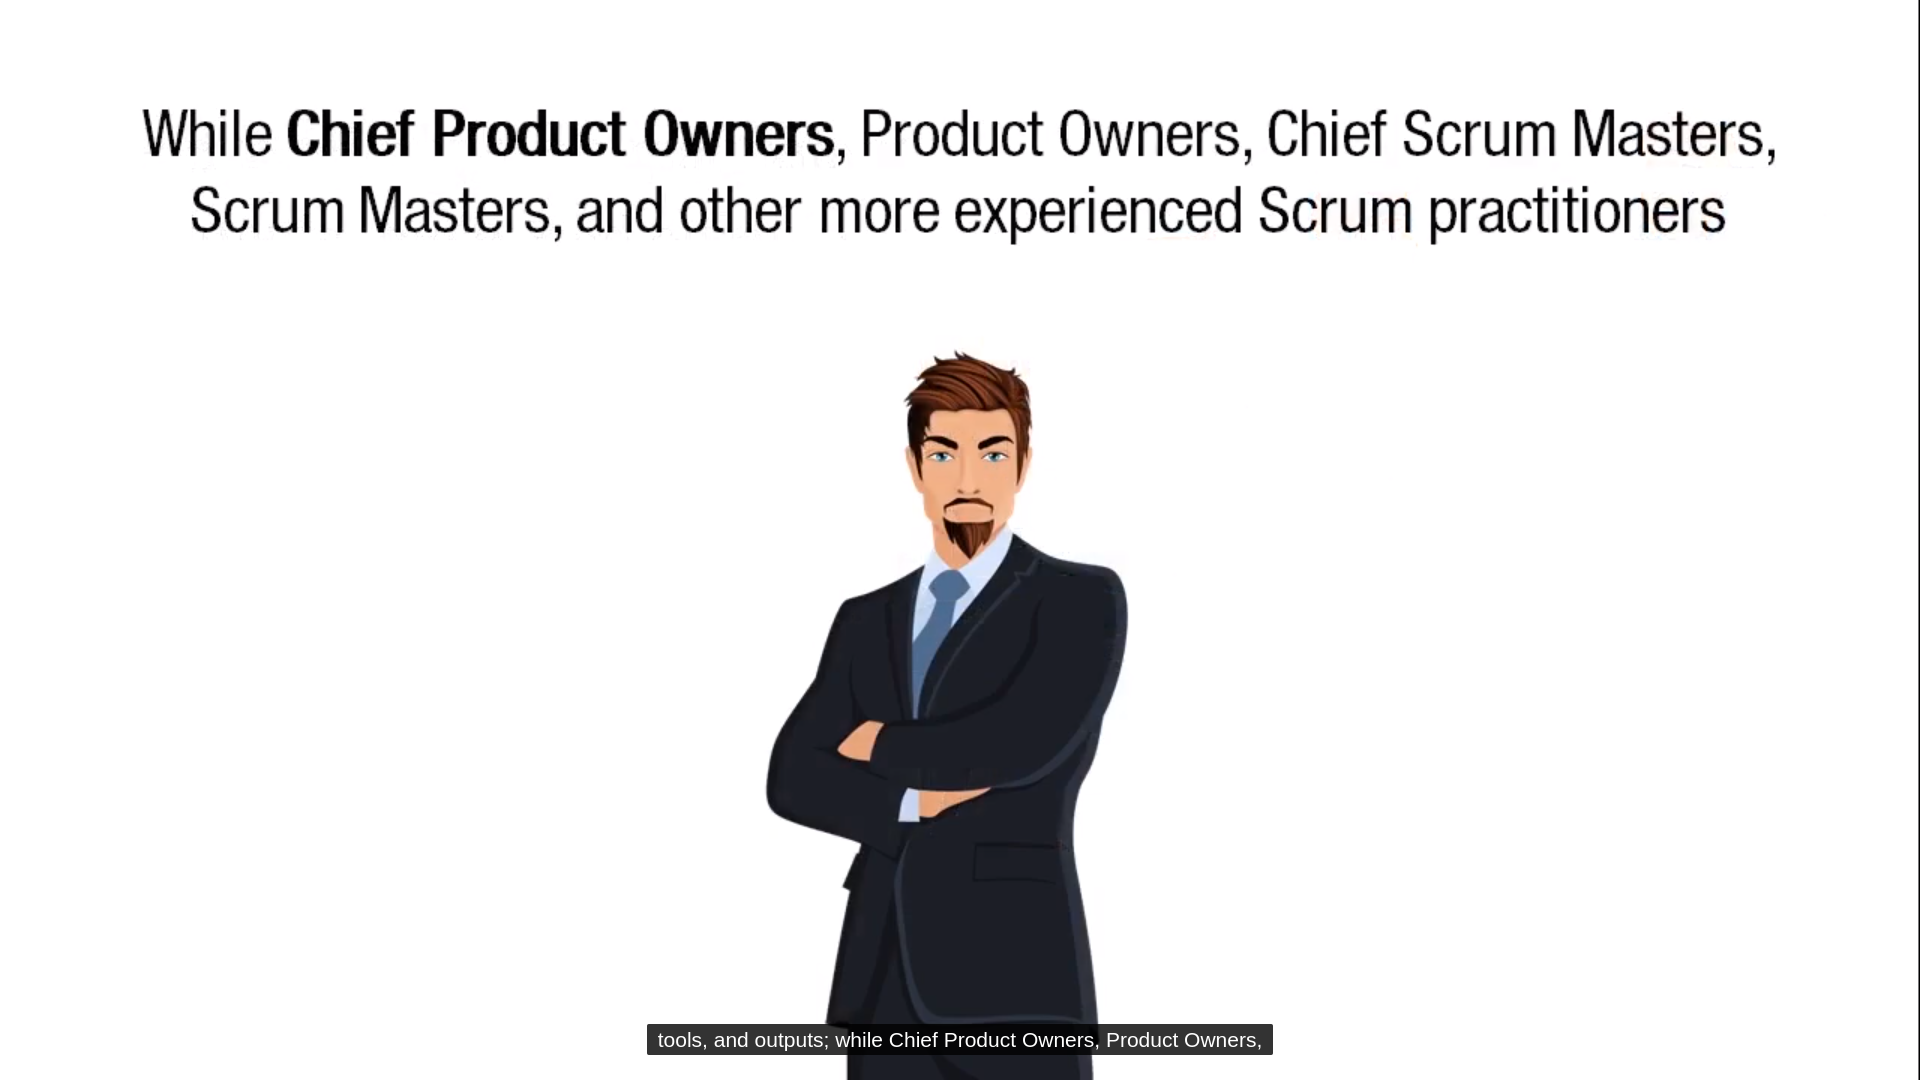 While Chief Product Owners, Product Owners, Chief Scrum Masters,
Scrum Masters, and other more experienced Scrum practitioners
tools, and outputs; while Chief Product Owners, Product Owners,